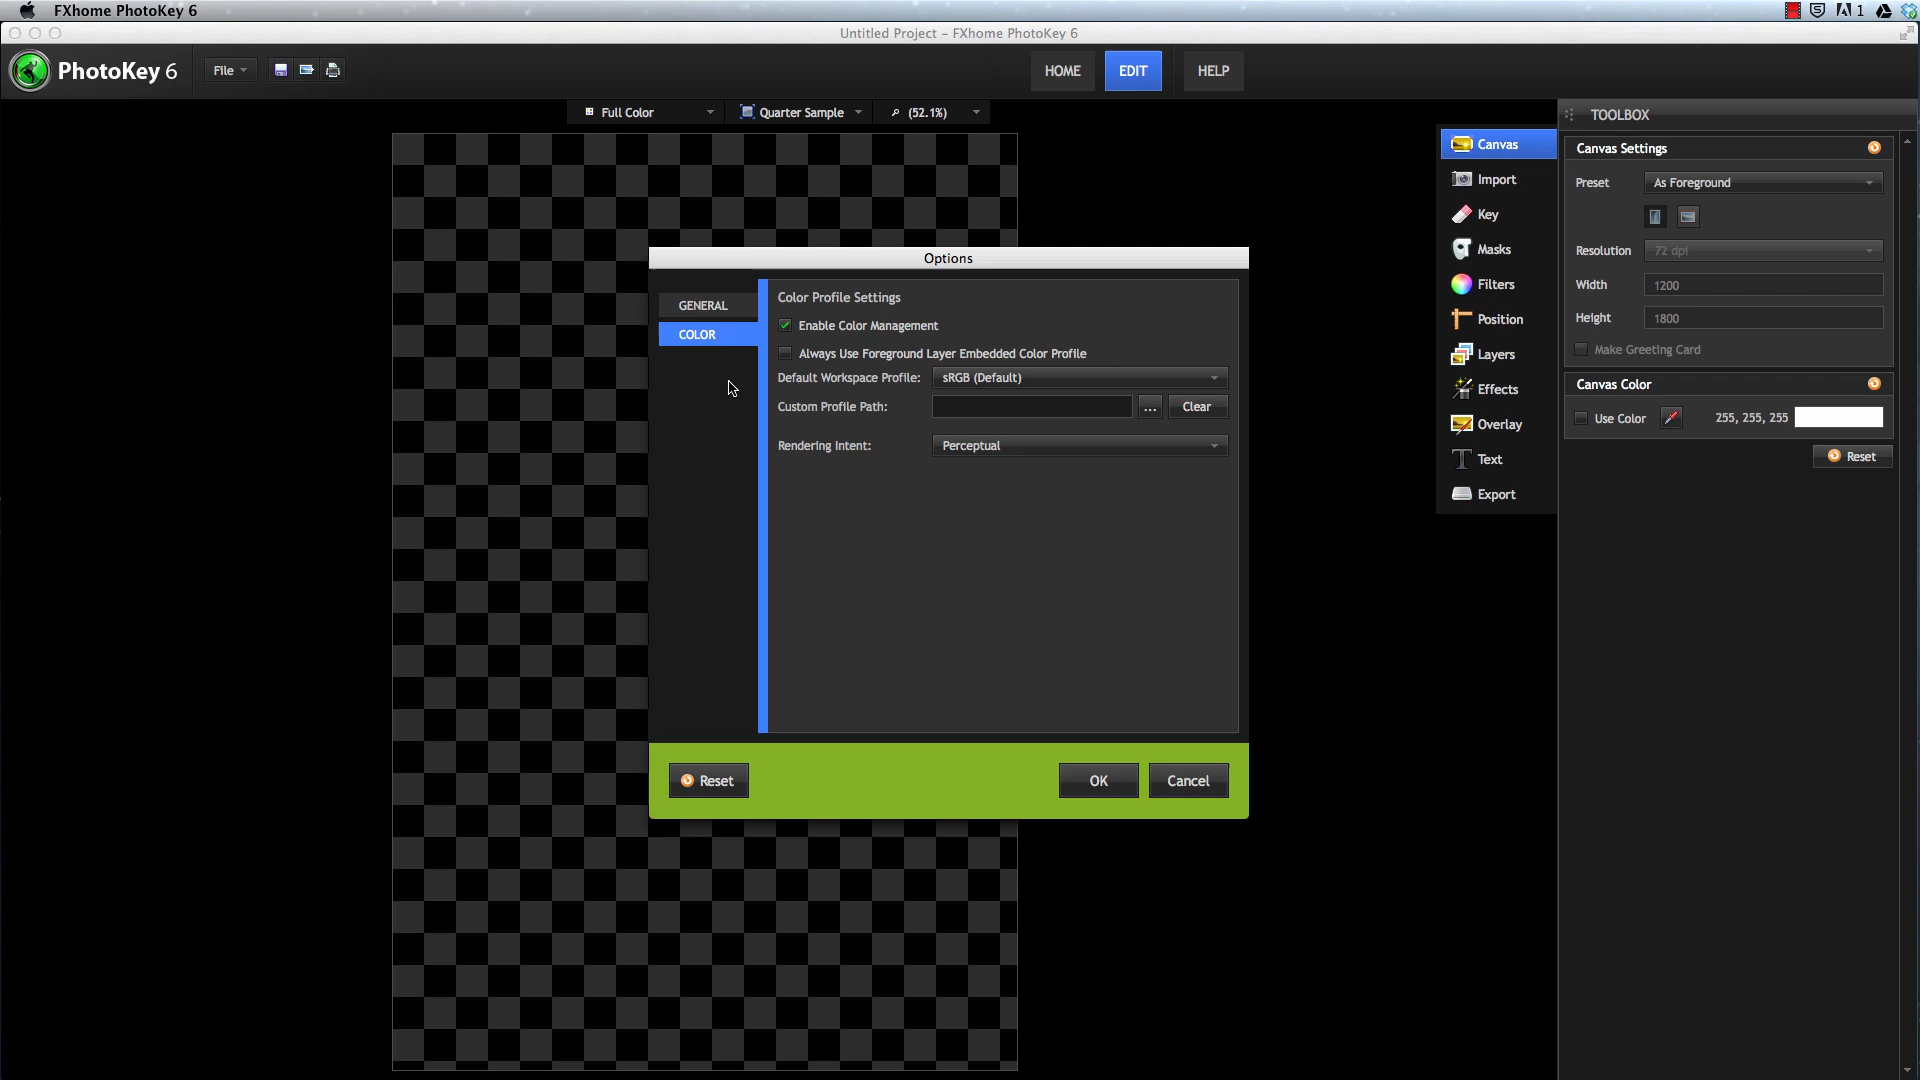 FXhome PhotoKey 6
1
Untitled Project – FXhome PhotoKey 6
PhotoKey 6
File
HOME
EDIT
HELP
Full Color
Quarter Sample
(52.1%)
TOOLBOX
Canvas
Import
Key
Masks
Filters
Position
Layers
Effects
Overlay
Text
Export
Canvas Settings
Preset
As Foreground
Resolution
72 dpi
Width
1200
Height
1800
Make Greeting Card
Canvas Color
Use Color
255, 255, 255
Reset
Options
GENERAL
COLOR
Color Profile Settings
Enable Color Management
Always Use Foreground Layer Embedded Color Profile
Default Workspace Profile:
sRGB (Default)
Custom Profile Path:
...
Clear
Rendering Intent:
Perceptual
Reset
OK
Cancel